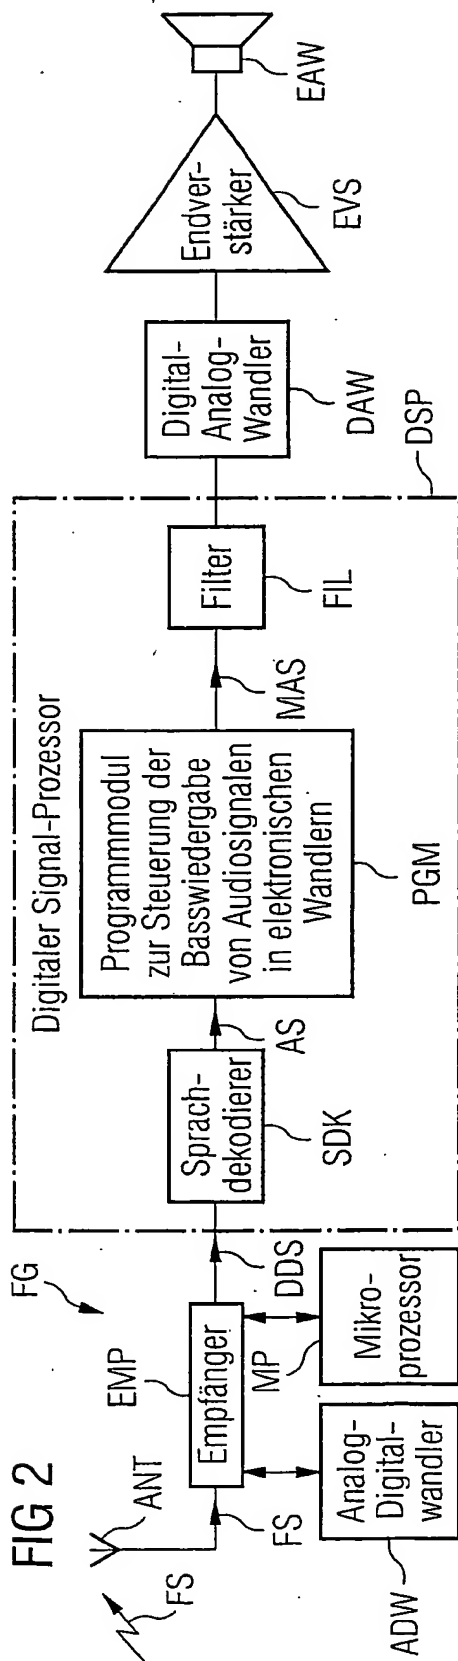 FIG 2
FS
ANT
FG
FS
EMP
Empfänger
DDS
ADW
Analog-
Digital-
wandler
MP
Mikro-
prozessor
Digitaler Signal-Prozessor
Sprach-
dekodierer
SDK
AS
Programmmodul
zur Steuerung der
Basswiedergabe
von Audiosignalen
in elektronischen
Wandlern
PGM
MAS
Filter
FIL
DSP
Digital-
Analog-
Wandler
DAW
Endver-
stärker
EVS
EAW